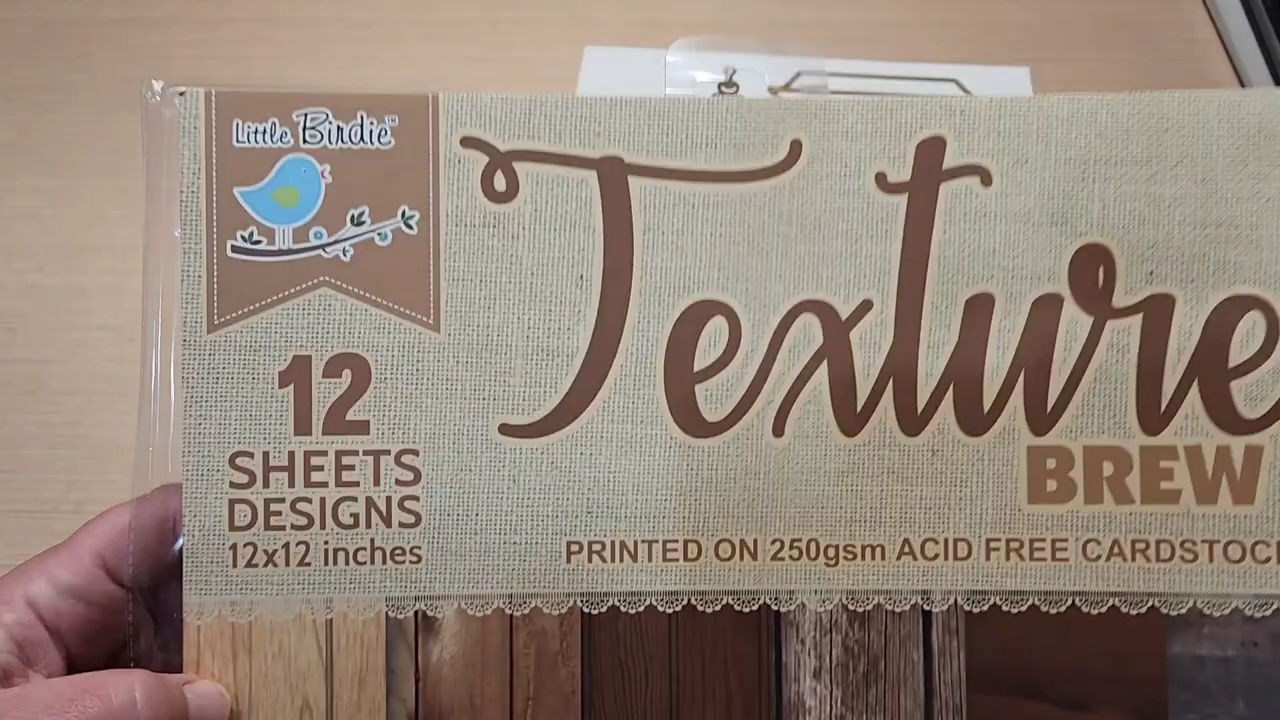 Little Birdie™
Texture
BREW
12
SHEETS
DESIGNS
12x12 inches
PRINTED ON 250gsm ACID FREE CARDSTOC